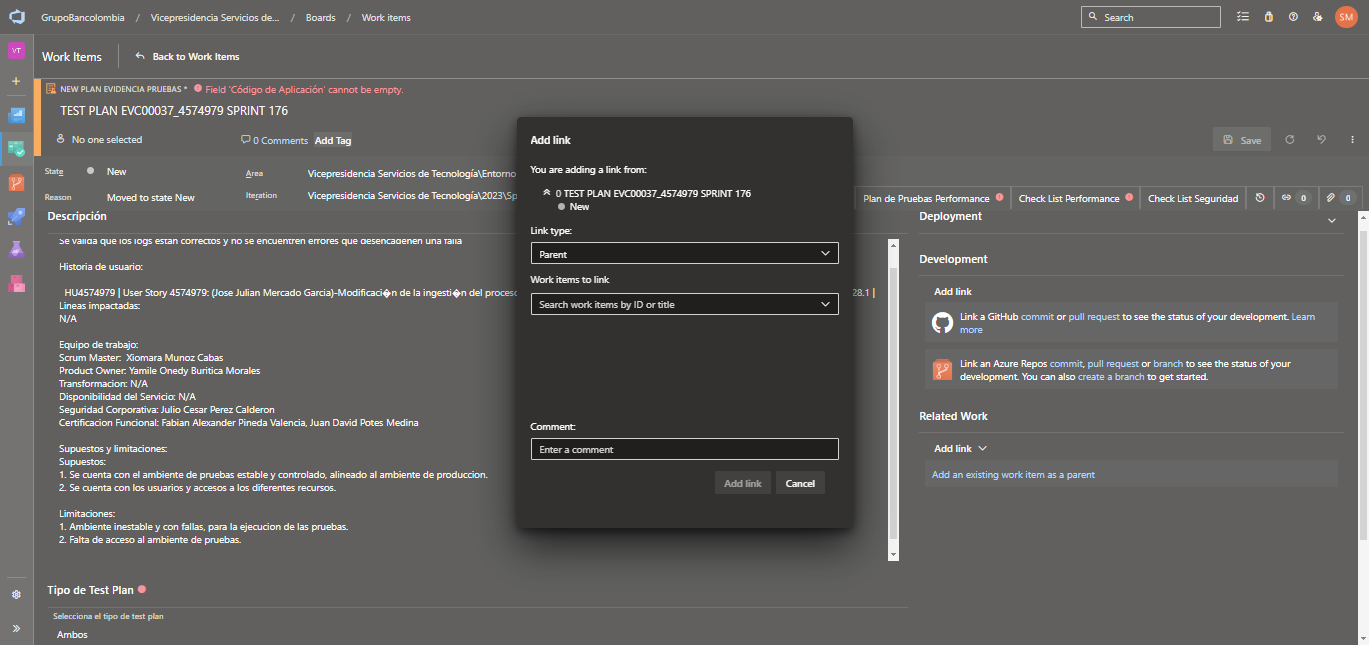 GrupoBancolombia / Vicepresidencia Servicios de... / Boards / Work items
Search
SM
VT
Work Items
Back to Work Items
NEW PLAN EVIDENCIA PRUEBAS * Field 'Código de Aplicación' cannot be empty.
TEST PLAN EVC00037_4574979 SPRINT 176
No one selected
0 Comments
Add Tag
Save
State
New
Area
Vicepresidencia Servicios de Tecnología\Entorno
Reason
Moved to state New
Iteration
Vicepresidencia Servicios de Tecnología\2023\Sp
Plan de Pruebas Performance
Check List Performance
Check List Seguridad
0
0
Descripción
Se valida que los logs estan correctos y no se encuentren errores que desencadenen una falla
Historia de usuario:
HU4574979 | User Story 4574979: (Jose Julian Mercado Garcia)-Modificaci�n de la ingesti�n del proceso
28.1 |
Lineas impactadas:
N/A
Equipo de trabajo:
Scrum Master: Xiomara Munoz Cabas
Product Owner: Yamile Onedy Buritica Morales
Transformacion: N/A
Disponibilidad del Servicio: N/A
Seguridad Corporativa: Julio Cesar Perez Calderon
Certificacion Funcional: Fabian Alexander Pineda Valencia, Juan David Potes Medina
Supuestos y limitaciones:
Supuestos:
1. Se cuenta con el ambiente de pruebas estable y controlado, alineado al ambiente de produccion.
2. Se cuenta con los usuarios y accesos a los diferentes recursos.
Limitaciones:
1. Ambiente inestable y con fallas, para la ejecucion de las pruebas.
2. Falta de acceso al ambiente de pruebas.
Tipo de Test Plan
Selecciona el tipo de test plan
Ambos
Add link
You are adding a link from:
0 TEST PLAN EVC00037_4574979 SPRINT 176
New
Link type:
Parent
Work items to link
Search work items by ID or title
Comment:
Enter a comment
Add link
Cancel
Deployment
Development
Add link
Link a GitHub commit or pull request to see the status of your development. Learn
more
Link an Azure Repos commit, pull request or branch to see the status of your
development. You can also create a branch to get started.
Related Work
Add link
Add an existing work item as a parent